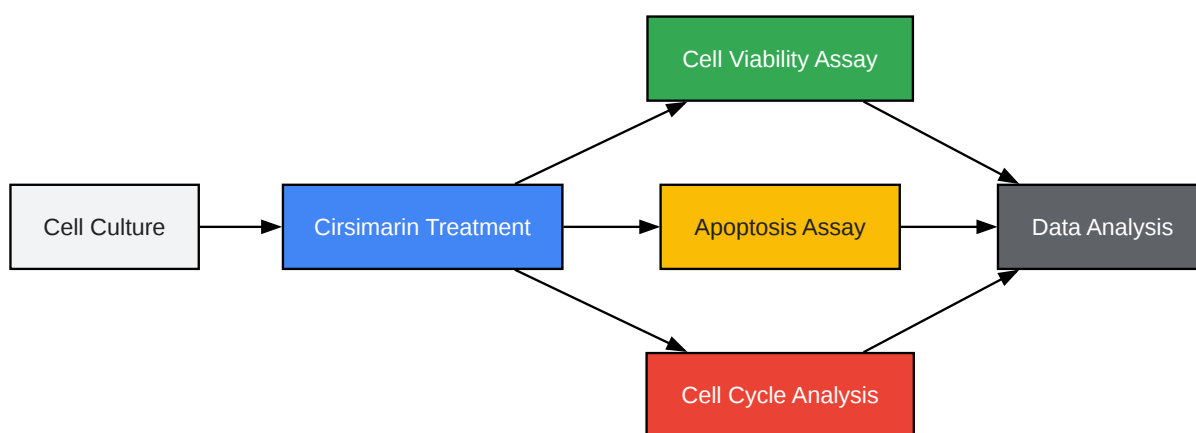 Cell Viability Assay
Cell Culture
Cirsimarin Treatment
Apoptosis Assay
Data Analysis
Cell Cycle Analysis